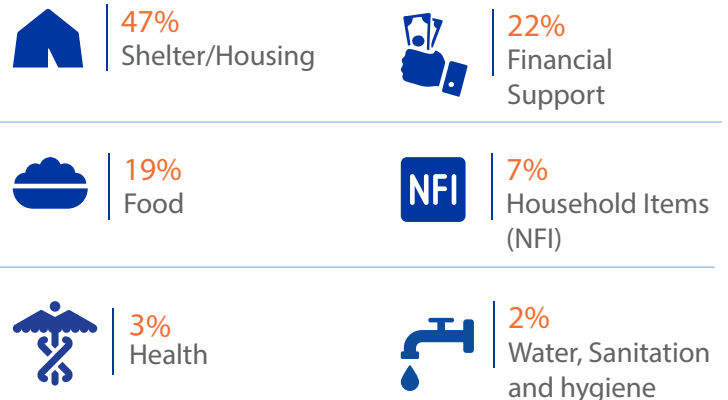 47%
Shelter/Housing
22%
Financial
Support
19%
Food
NFI
7%
Household Items
(NFI)
3%
Health
2%
Water, Sanitation
and hygiene